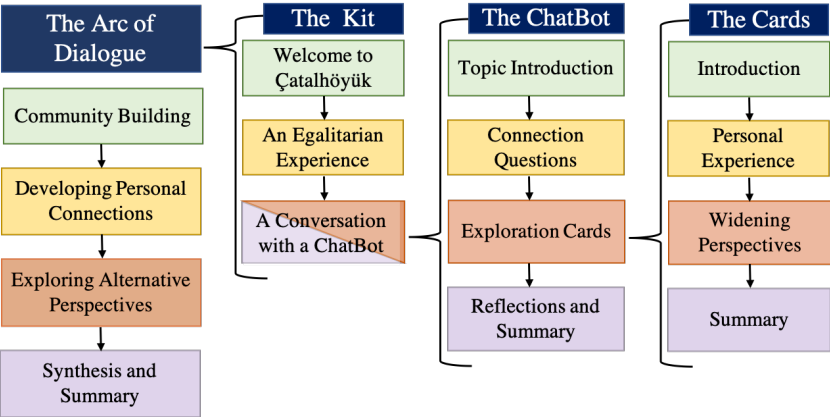 The Arc of
Dialogue
Community Building
Developing Personal
Connections
Exploring Alternative
Perspectives
Synthesis and
Summary
The Kit
Welcome to
Çatalhöyük
An Egalitarian
Experience
A Conversation
with a ChatBot
The ChatBot
Topic Introduction
Connection
Questions
Exploration Cards
Reflections and
Summary
The Cards
Introduction
Personal
Experience
Widening
Perspectives
Summary